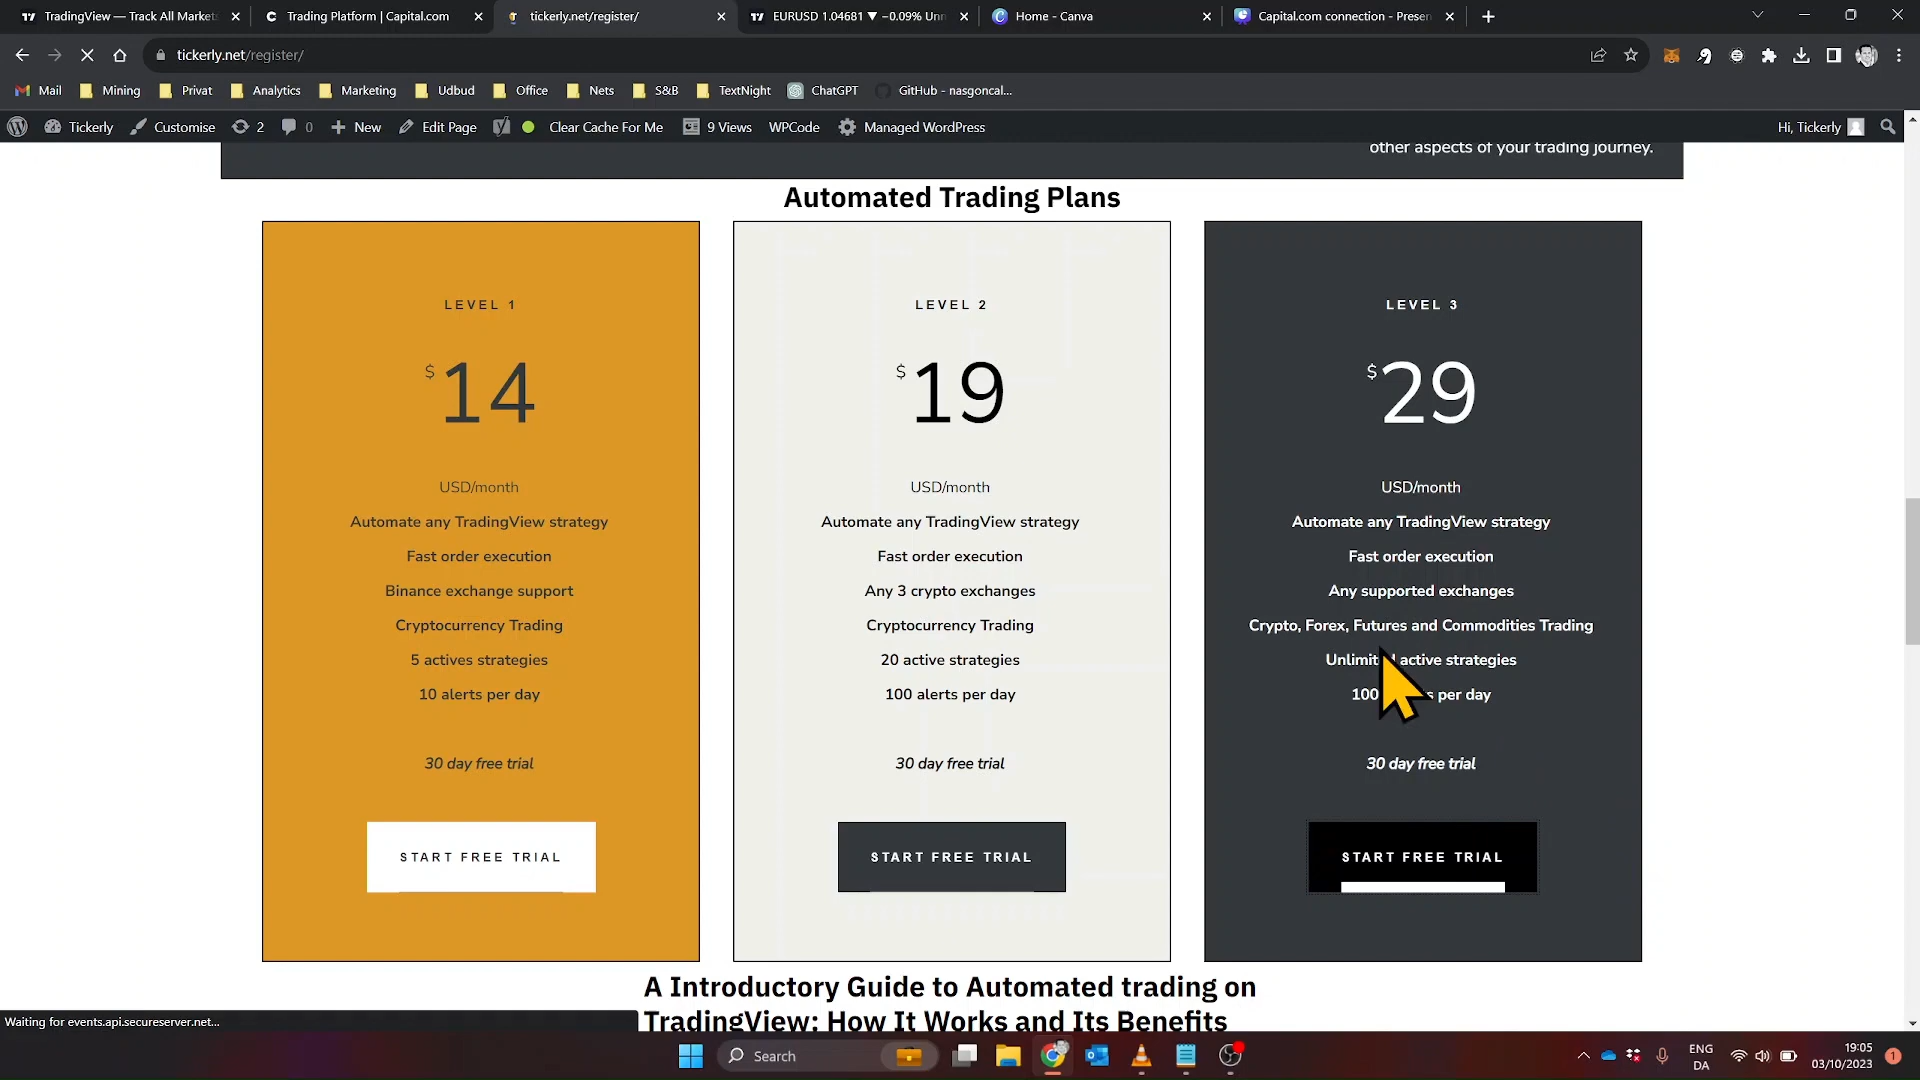 TradingView — Track All Market
Trading Platform | Capital.com
tickerly.net/register/
EURUSD 1.04681 ▼ −0.09% Unn
Home - Canva
Capital.com connection - Presen
tickerly.net/register/
Mail
Mining
Privat
Analytics
Marketing
Udbud
Office
Nets
S&B
TextNight
ChatGPT
GitHub - nasgoncal...
Tickerly
Customise
2
0
New
Edit Page
Clear Cache For Me
9 Views
WPCode
Managed WordPress
Hi, Tickerly
other aspects of your trading journey.
Automated Trading Plans
LEVEL 1
$14
USD/month
Automate any TradingView strategy
Fast order execution
Binance exchange support
Cryptocurrency Trading
5 actives strategies
10 alerts per day
30 day free trial
START FREE TRIAL
LEVEL 2
$19
USD/month
Automate any TradingView strategy
Fast order execution
Any 3 crypto exchanges
Cryptocurrency Trading
20 active strategies
100 alerts per day
30 day free trial
START FREE TRIAL
LEVEL 3
$29
USD/month
Automate any TradingView strategy
Fast order execution
Any supported exchanges
Crypto, Forex, Futures and Commodities Trading
active strategies
per day
30 day free trial
START FREE TRIAL
A Introductory Guide to Automated trading on
TradingView: How It Works and Its Benefits
Waiting for events.api.secureserver.net...
Search
ENG
DA
19:05
03/10/2023
1